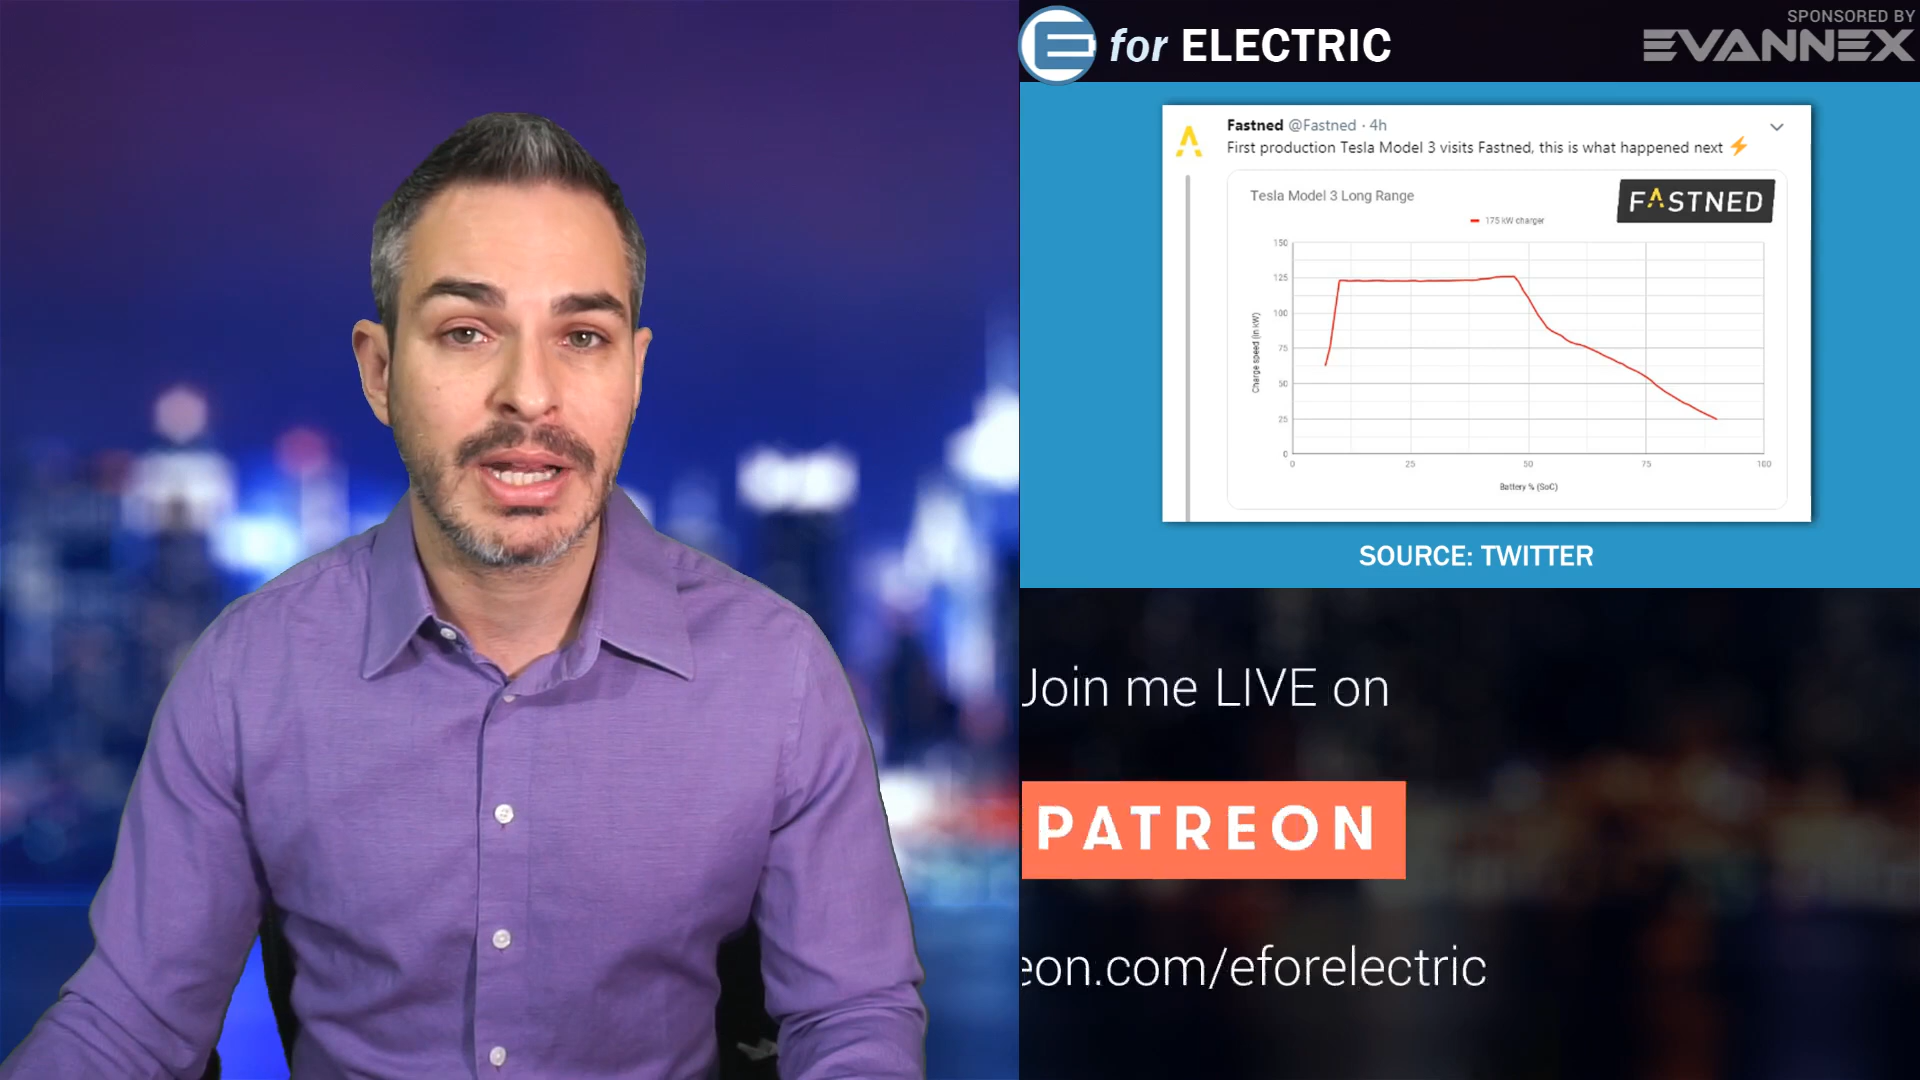 for ELECTRIC
SPONSORED BY
EVANNEX
Fastned @Fastned · 4h
First production Tesla Model 3 visits Fastned, this is what happened next ⚡
Tesla Model 3 Long Range
FASTNED
175 kW charger
150
125
100
75
50
25
0
Charge speed (in kW)
0 25 50 75 100
Battery % (SoC)
SOURCE: TWITTER
Join me LIVE on
PATREON
eon.com/eforelectric